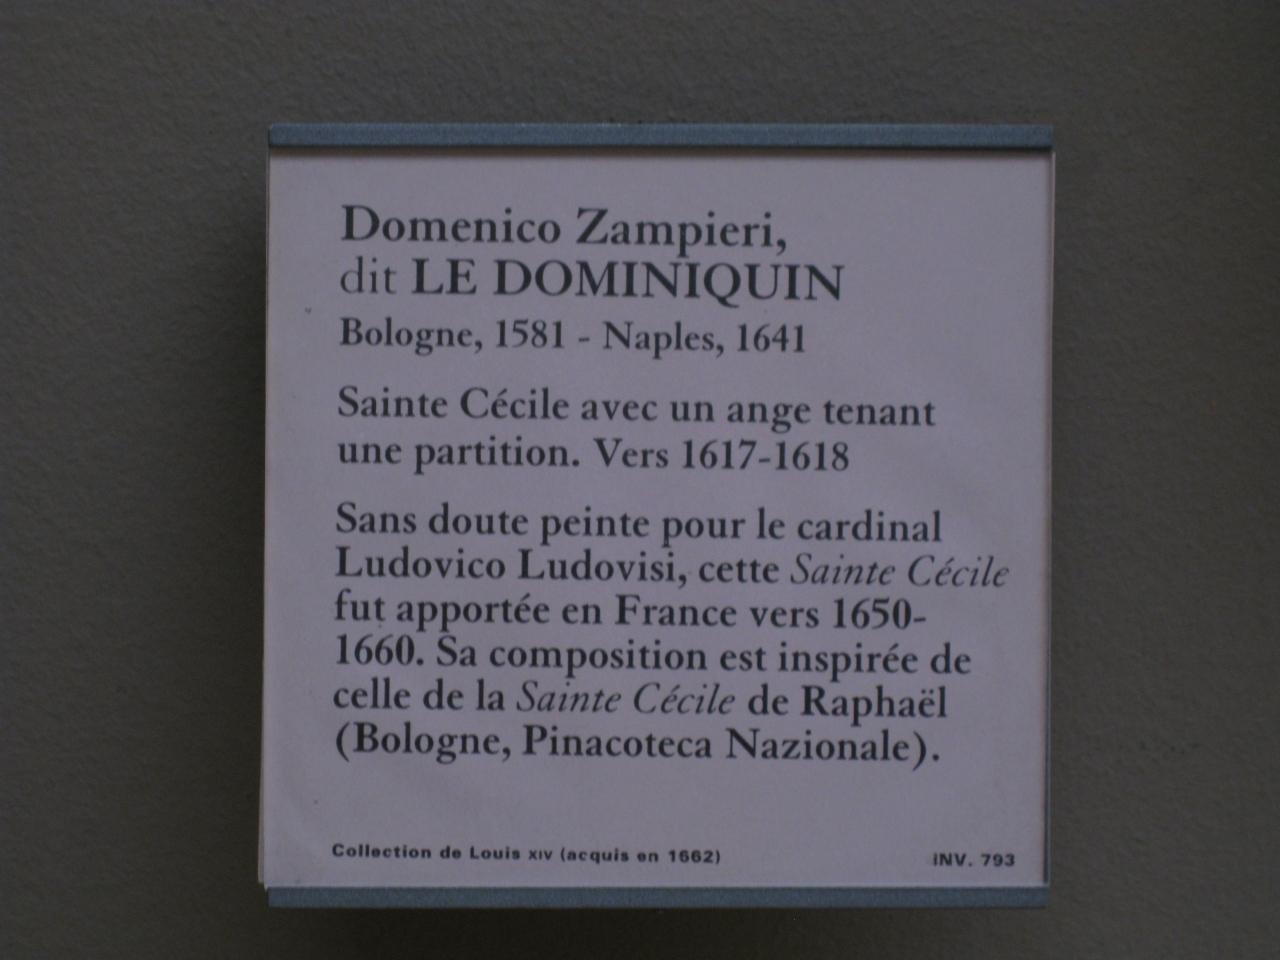 Domenico Zampieri,
dit LE DOMINIQUIN
Bologne, 1581 - Naples, 1641
Sainte Cécile avec un ange tenant
une partition. Vers 1617-1618
Sans doute peinte pour le cardinal
Ludovico Ludovisi, cette Sainte Cécile
fut apportée en France vers 1650-
1660. Sa composition est inspirée de
celle de la Sainte Cécile de Raphaël
(Bologne, Pinacoteca Nazionale).
Collection de Louis XIV (acquis en 1662)
INV. 793